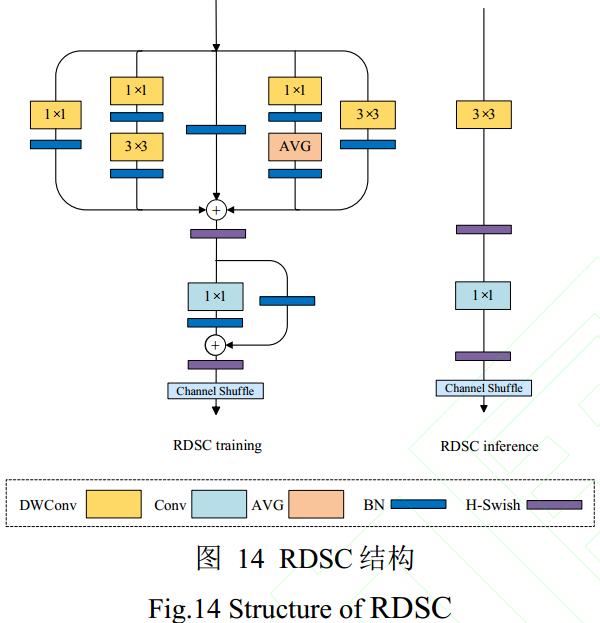 1×1
1×1
3×3
1×1
AVG
3×3
3×3
+
1×1
1×1
+
Channel Shuffle
Channel Shuffle
RDSC training
RDSC inference
DWConv
Conv
AVG
BN
H-Swish
图 14 RDSC 结构
Fig.14 Structure of RDSC